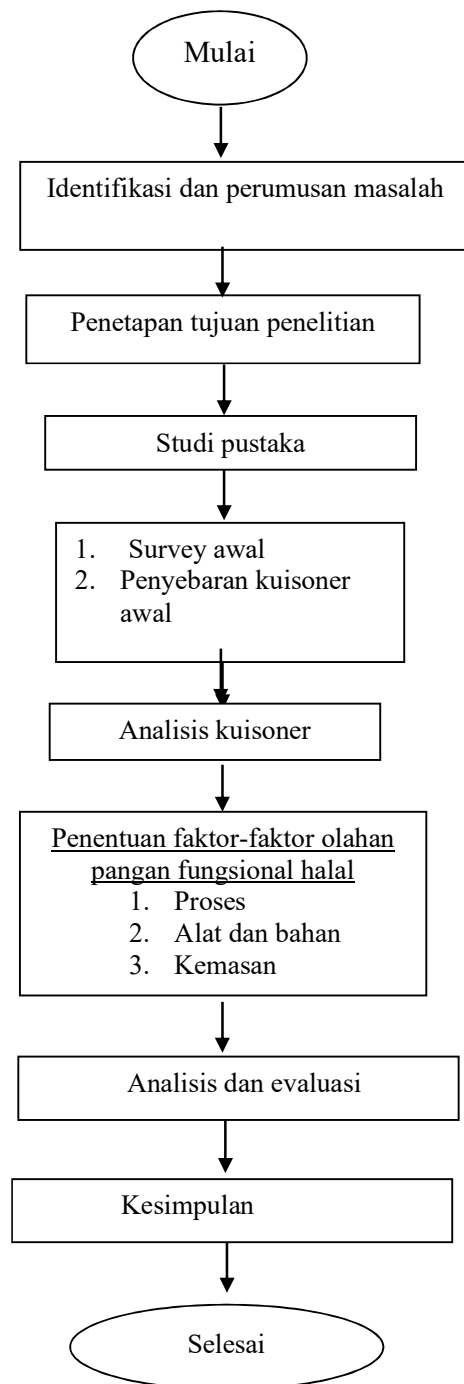 Mulai
Identifikasi dan perumusan masalah
Penetapan tujuan penelitian
Studi pustaka
1. Survey awal
2. Penyebaran kuisoner
awal
Analisis kuisoner
Penentuan faktor-faktor olahan
pangan fungsional halal
1. Proses
2. Alat dan bahan
3. Kemasan
Analisis dan evaluasi
Kesimpulan
Selesai